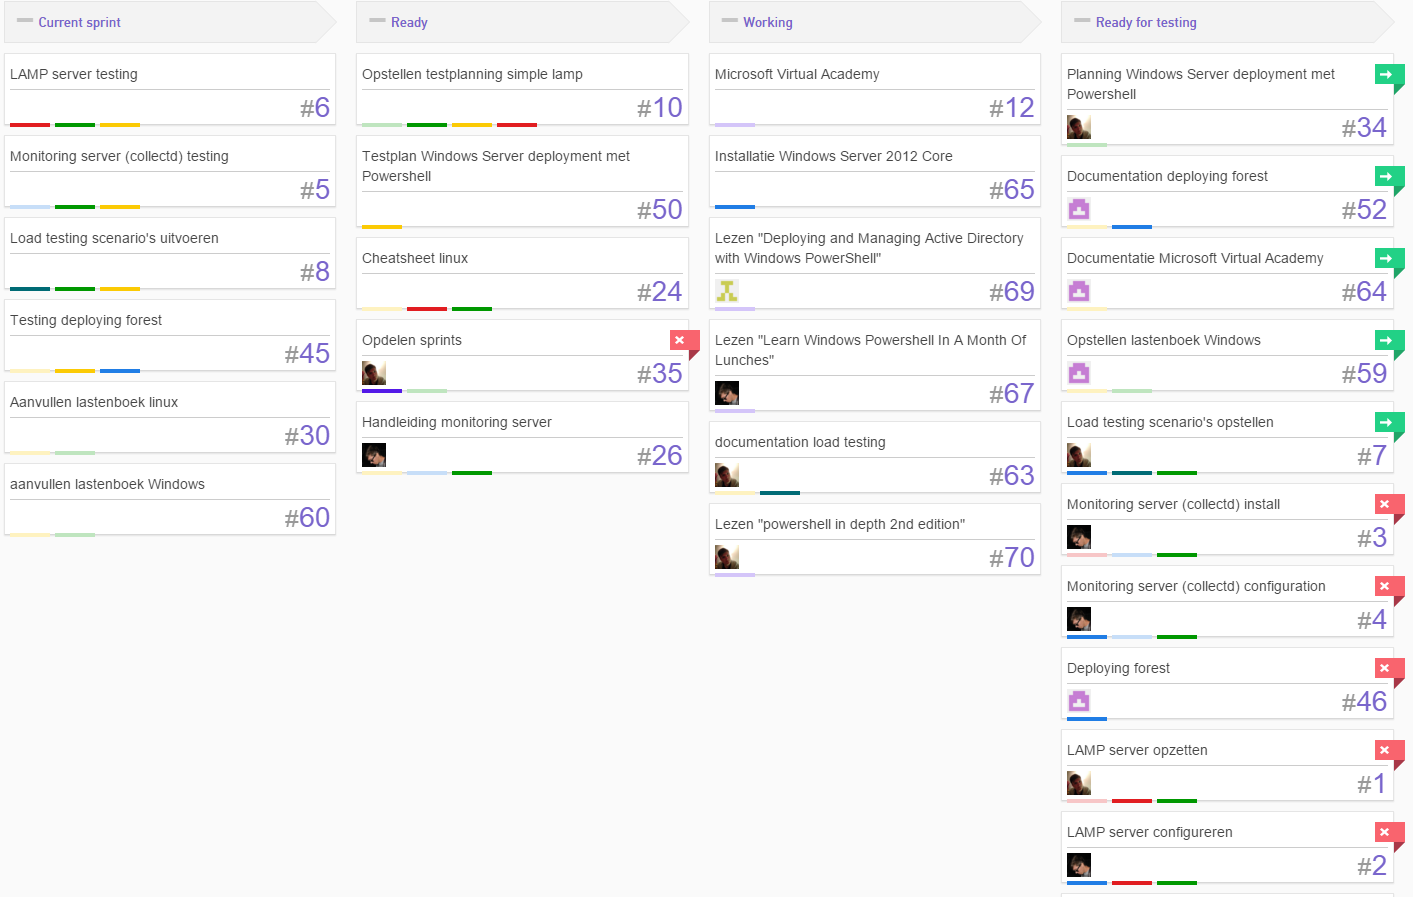 Current sprint
LAMP server testing
#6
Monitoring server (collectd) testing
#5
Load testing scenario's uitvoeren
#8
Testing deploying forest
#45
Aanvullen lastenboek linux
#30
aanvullen lastenboek Windows
#60
Ready
Opstellen testplanning simple lamp
#10
Testplan Windows Server deployment met
Powershell
#50
Cheatsheet linux
#24
Opdelen sprints
#35
Handleiding monitoring server
#26
Working
Microsoft Virtual Academy
#12
Installatie Windows Server 2012 Core
#65
Lezen "Deploying and Managing Active Directory
with Windows PowerShell"
#69
Lezen "Learn Windows Powershell In A Month Of
Lunches"
#67
documentation load testing
#63
Lezen "powershell in depth 2nd edition"
#70
Ready for testing
Planning Windows Server deployment met
Powershell
#34
Documentation deploying forest
#52
Documentatie Microsoft Virtual Academy
#64
Opstellen lastenboek Windows
#59
Load testing scenario's opstellen
#7
Monitoring server (collectd) install
#3
Monitoring server (collectd) configuration
#4
Deploying forest
#46
LAMP server opzetten
#1
LAMP server configureren
#2